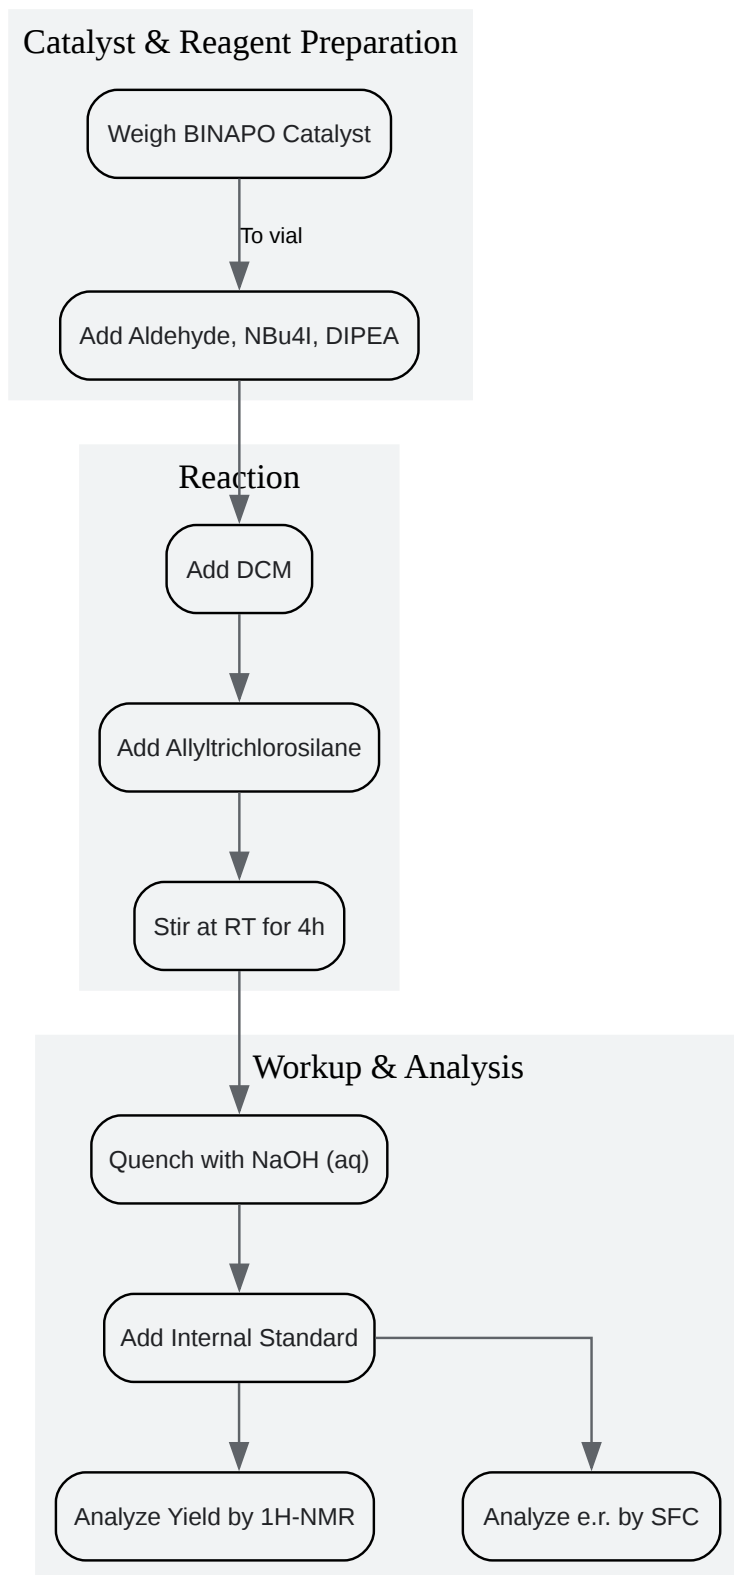 Catalyst & Reagent Preparation
Weigh BINAPO Catalyst
To vial
Add Aldehyde, NBu4I, DIPEA
Reaction
Add DCM
Add Allyltrichlorosilane
Stir at RT for 4h
Workup & Analysis
Quench with NaOH (aq)
Add Internal Standard
Analyze Yield by 1H-NMR
Analyze e.r. by SFC